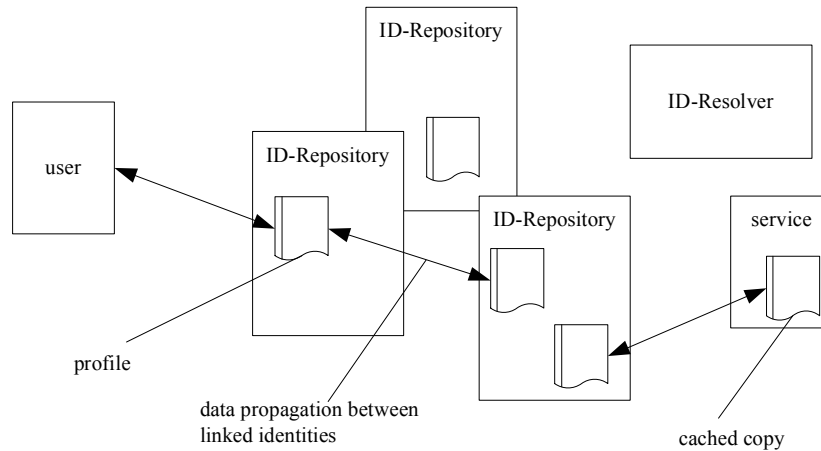 ID-Repository
ID-Resolver
user
ID-Repository
ID-Repository
service
profile
data propagation between
linked identities
cached copy